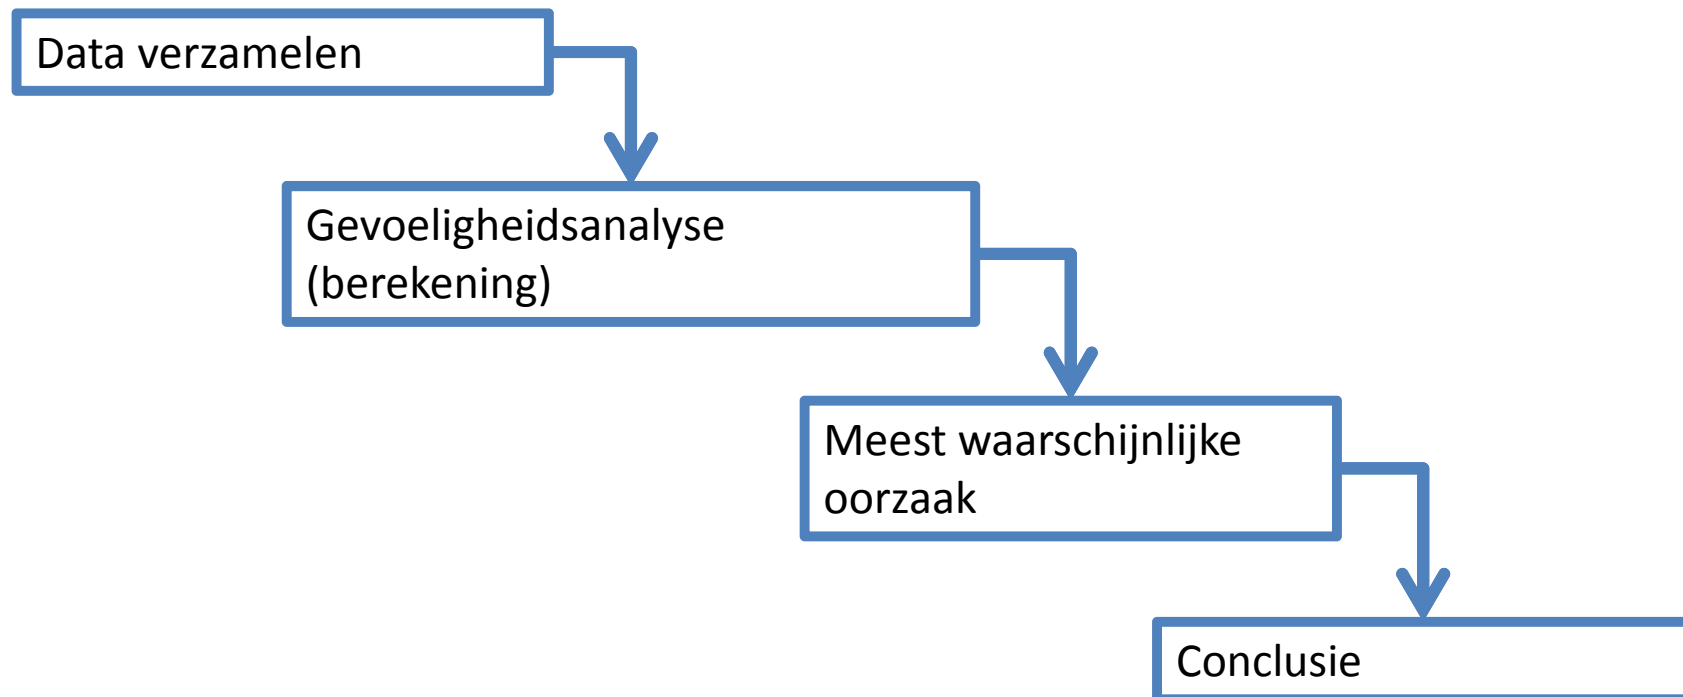 Data verzamelen
Gevoeligheidsanalyse
(berekening)
Meest waarschijnlijke
oorzaak
Conclusie